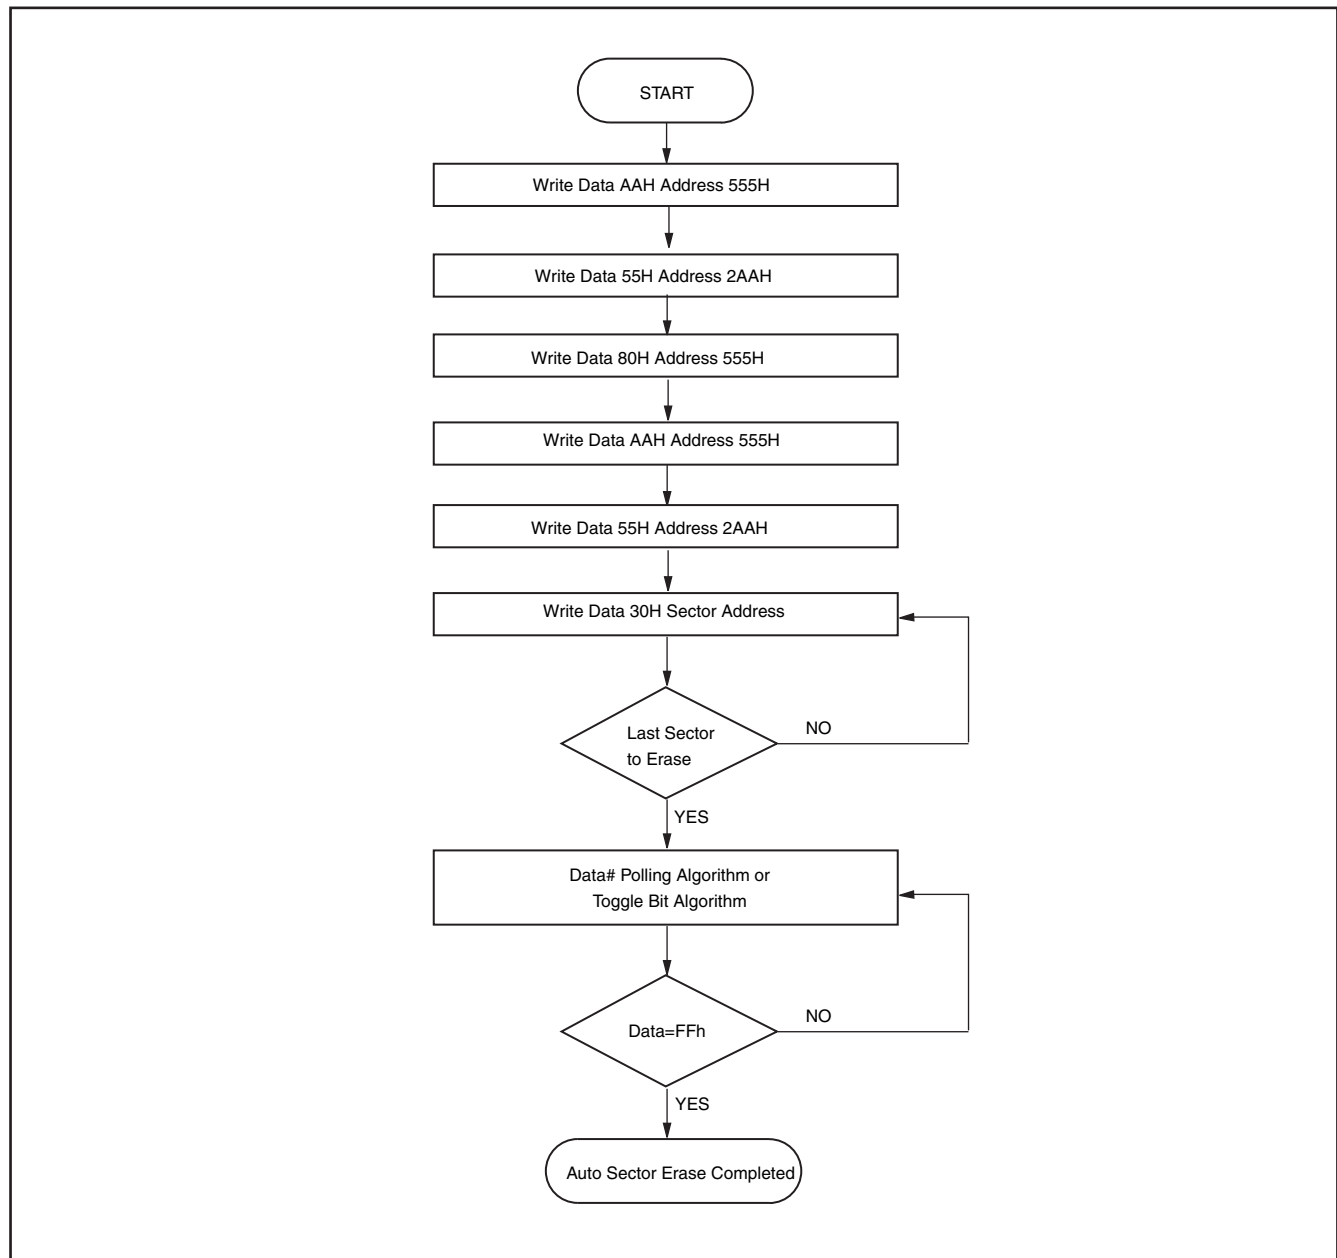 START
Write Data AAH Address 555H
Write Data 55H Address 2AAH
Write Data 80H Address 555H
Write Data AAH Address 555H
Write Data 55H Address 2AAH
Write Data 30H Sector Address
Last Sector
to Erase
NO
YES
Data# Polling Algorithm or
Toggle Bit Algorithm
Data=FFh
NO
YES
Auto Sector Erase Completed